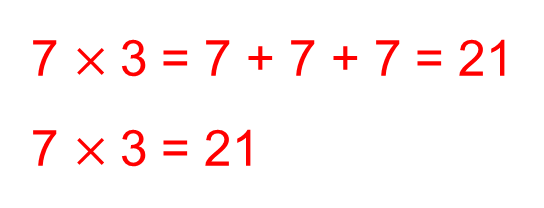 7 × 3 = 7 + 7 + 7 = 21
7 × 3 = 21